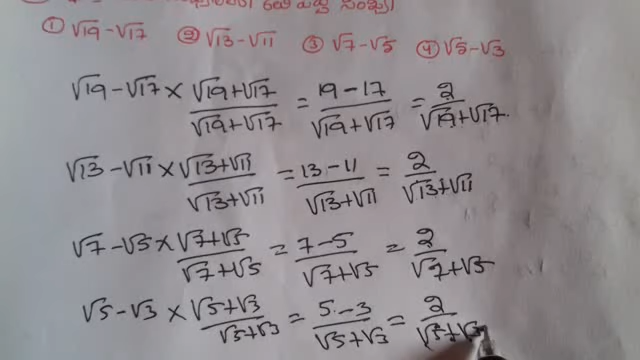 ① √19-√17 ② √13-√11 ③ √7-√5 ④ √5-√3
√19-√17 × (√19+√17)/(√19+√17) = (19-17)/(√19+√17) = 2/(√19+√17).
√13-√11 × (√13+√11)/(√13+√11) = (13-11)/(√13+√11) = 2/(√13+√11)
√7-√5 × (√7+√5)/(√7+√5) = (7-5)/(√7+√5) = 2/(√7+√5)
√5-√3 × (√5+√3)/(√5+√3) = (5-3)/(√5+√3) = 2/(√5+√3)